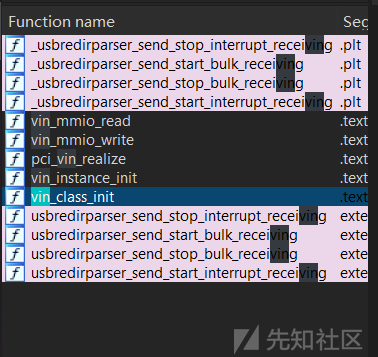 Function name Seg
f _usbredirparser_send_stop_interrupt_receiving .plt
f _usbredirparser_send_start_bulk_receiving .plt
f _usbredirparser_send_stop_bulk_receiving .plt
f _usbredirparser_send_start_interrupt_receiving .plt
f vin_mmio_read .text
f vin_mmio_write .text
f pci_vin_realize .text
f vin_instance_init .text
f vin_class_init .text
f usbredirparser_send_stop_interrupt_receiving exte
f usbredirparser_send_start_bulk_receiving exte
f usbredirparser_send_stop_bulk_receiving exte
f usbredirparser_send_start_interrupt_receiving exte
先知社区